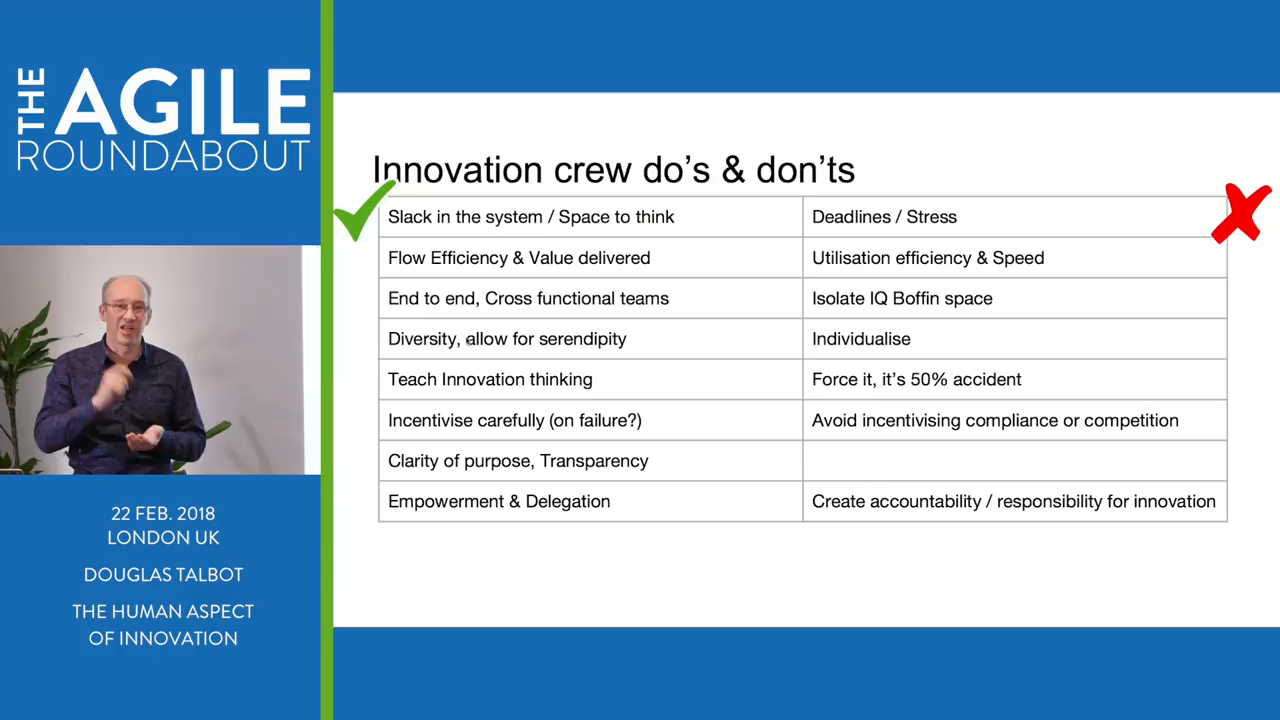 THE AGILE
ROUNDABOUT
22 FEB. 2018
LONDON UK
DOUGLAS TALBOT
THE HUMAN ASPECT
OF INNOVATION
Innovation crew do’s & don’ts
Slack in the system / Space to think
Deadlines / Stress
Flow Efficiency & Value delivered
Utilisation efficiency & Speed
End to end, Cross functional teams
Isolate IQ Boffin space
Diversity, allow for serendipity
Individualise
Teach Innovation thinking
Force it, it’s 50% accident
Incentivise carefully (on failure?)
Avoid incentivising compliance or competition
Clarity of purpose, Transparency
Empowerment & Delegation
Create accountability / responsibility for innovation